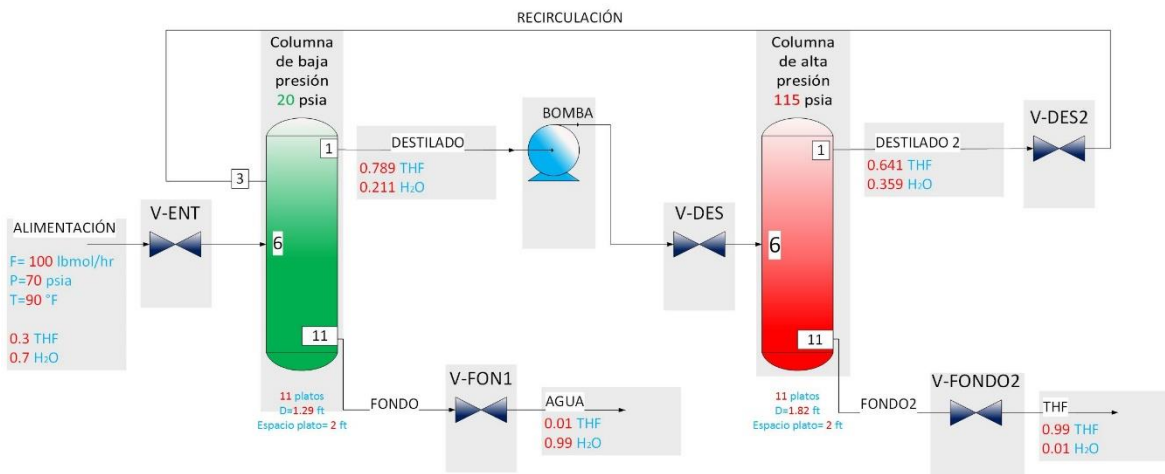 RECIRCULACIÓN
Columna
de baja
presión
20 psia
Columna
de alta
presión
115 psia
BOMBA
V-DES2
1
DESTILADO
0.789 THF
0.211 H₂O
1
DESTILADO 2
0.641 THF
0.359 H₂O
3
V-ENT
V-DES
ALIMENTACIÓN
6
6
F= 100 lbmol/hr
P=70 psia
T=90 °F
0.3 THF
0.7 H₂O
11
11
V-FON1
V-FONDO2
11 platos
D=1.29 ft
Espacio plato= 2 ft
FONDO
AGUA
0.01 THF
0.99 H₂O
11 platos
D=1.82 ft
Espacio plato= 2 ft
FONDO2
THF
0.99 THF
0.01 H₂O